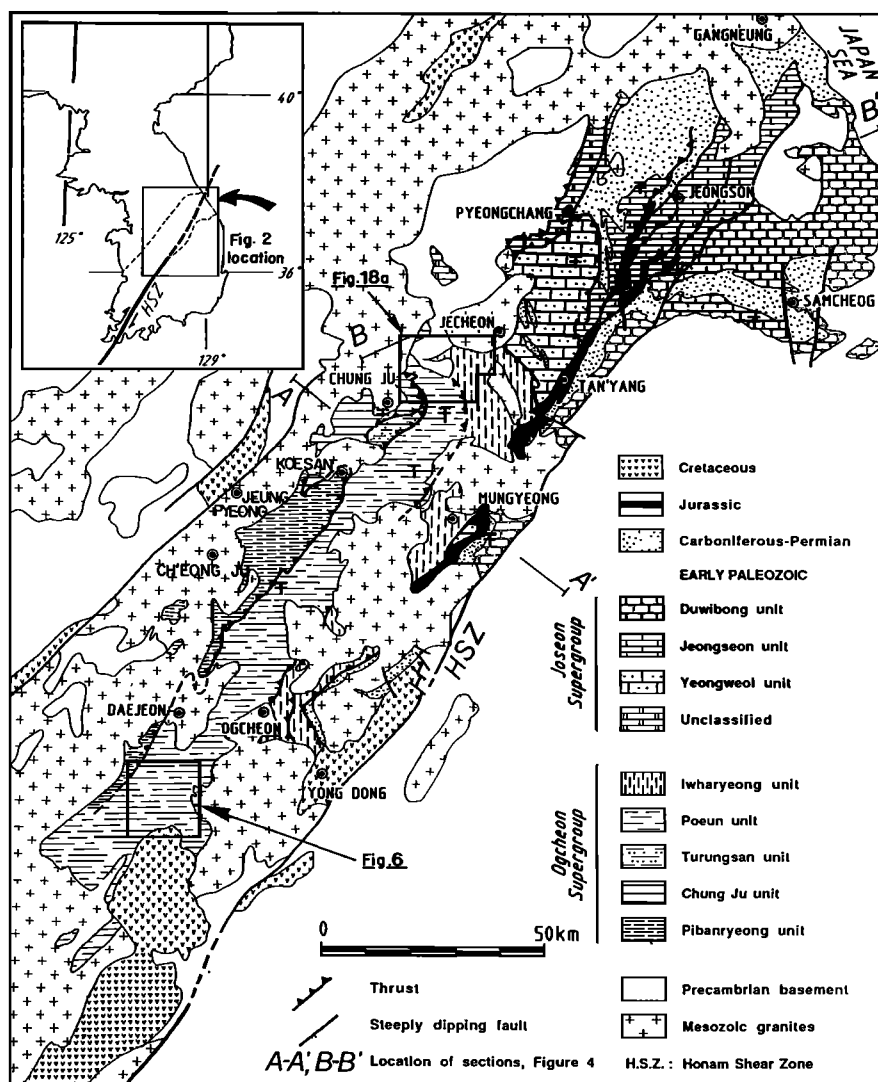 GANGNEUNG
JAPAN
SEA
B'
40°
125°
Fig. 2
location
36°
HSZ
129°
PYEONGCHANG
JEONGSON
Fig.18a
SAMCHEOG
JECHEON
B
CHUNG JU
TAN'YANG
A
T
KOESAN
T
JEUNG
PYEONG
MUNGYEONG
CH'EONG JU
T
A'
HSZ
DAEJEON
OGCHEON
YONG DONG
Fig.6
Cretaceous
Jurassic
Carboniferous-Permian
EARLY PALEOZOIC
Joseon
Supergroup
Duwibong unit
Jeongseon unit
Yeongweol unit
Unclassified
Ogcheon
Supergroup
Iwharyeong unit
Poeun unit
Turungsan unit
Chung Ju unit
Pibanryeong unit
0 50km
Thrust
Precambrian basement
Steeply dipping fault
Mesozoic granites
A-A', B-B' Location of sections, Figure 4
H.S.Z. : Honam Shear Zone